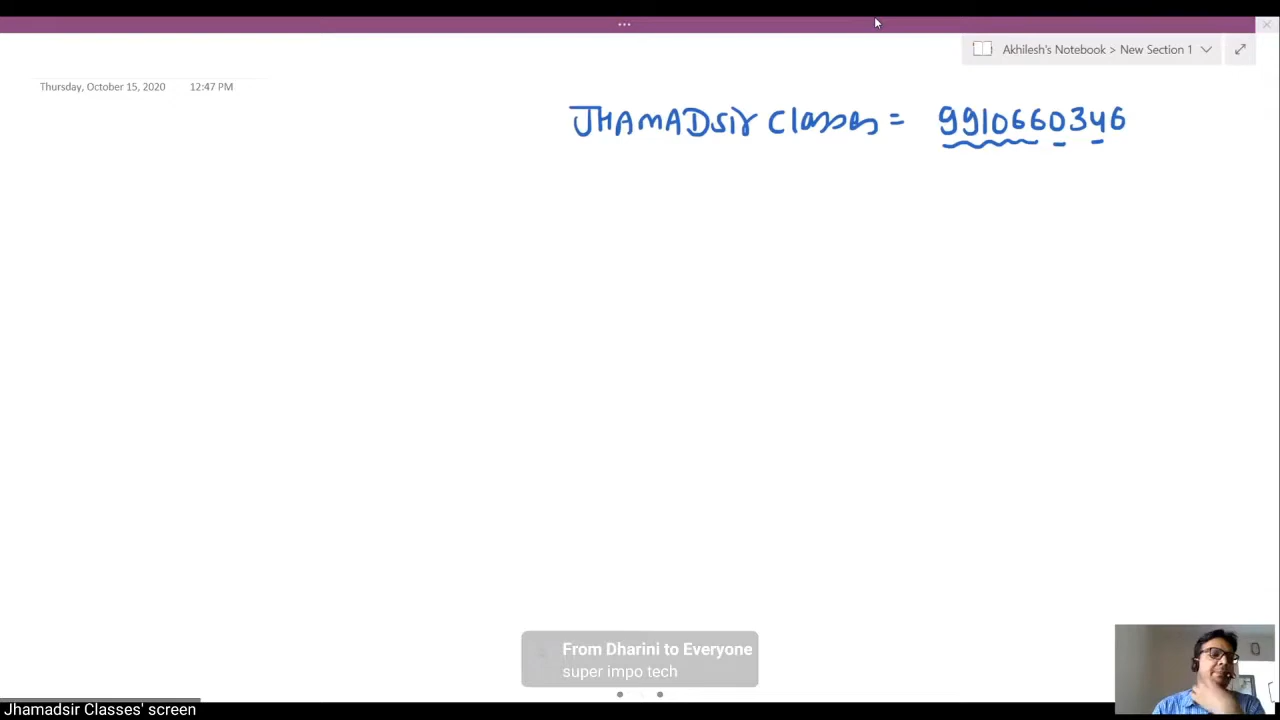 ...
Akhilesh's Notebook > New Section 1
Thursday, October 15, 2020 12:47 PM
JHAMADSir Classes = 9910660346
From Dharini to Everyone
super impo tech
Jhamadsir Classes' screen